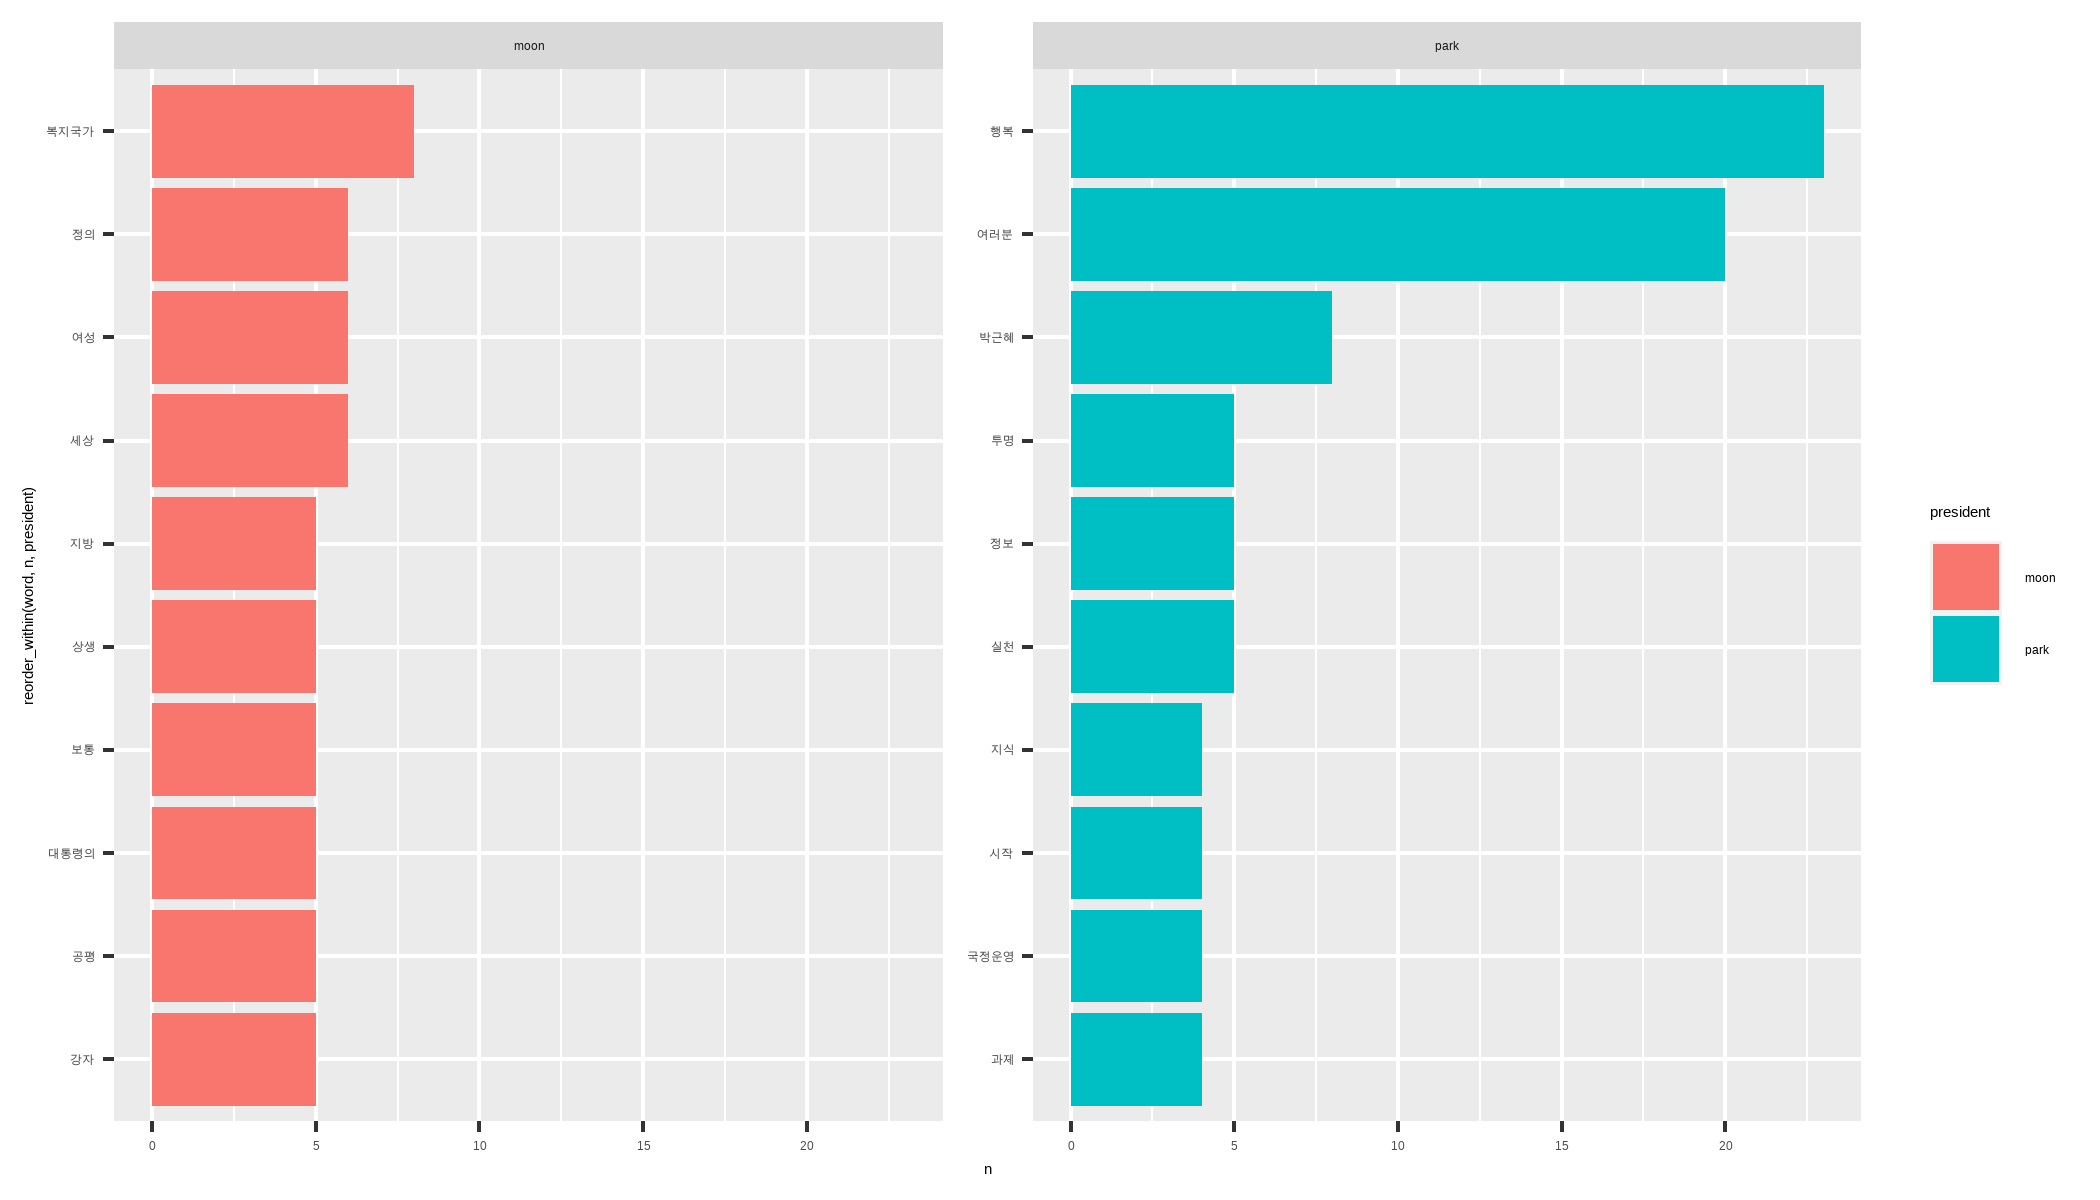 moon
park
복지국가
정의
여성
세상
지방
상생
보통
대통령의
공평
강자
행복
여러분
박근혜
투명
정보
실천
지식
시작
국정운영
과제
0 5 10 15 20
0 5 10 15 20
n
reorder_within(word, n, president)
president
moon
park